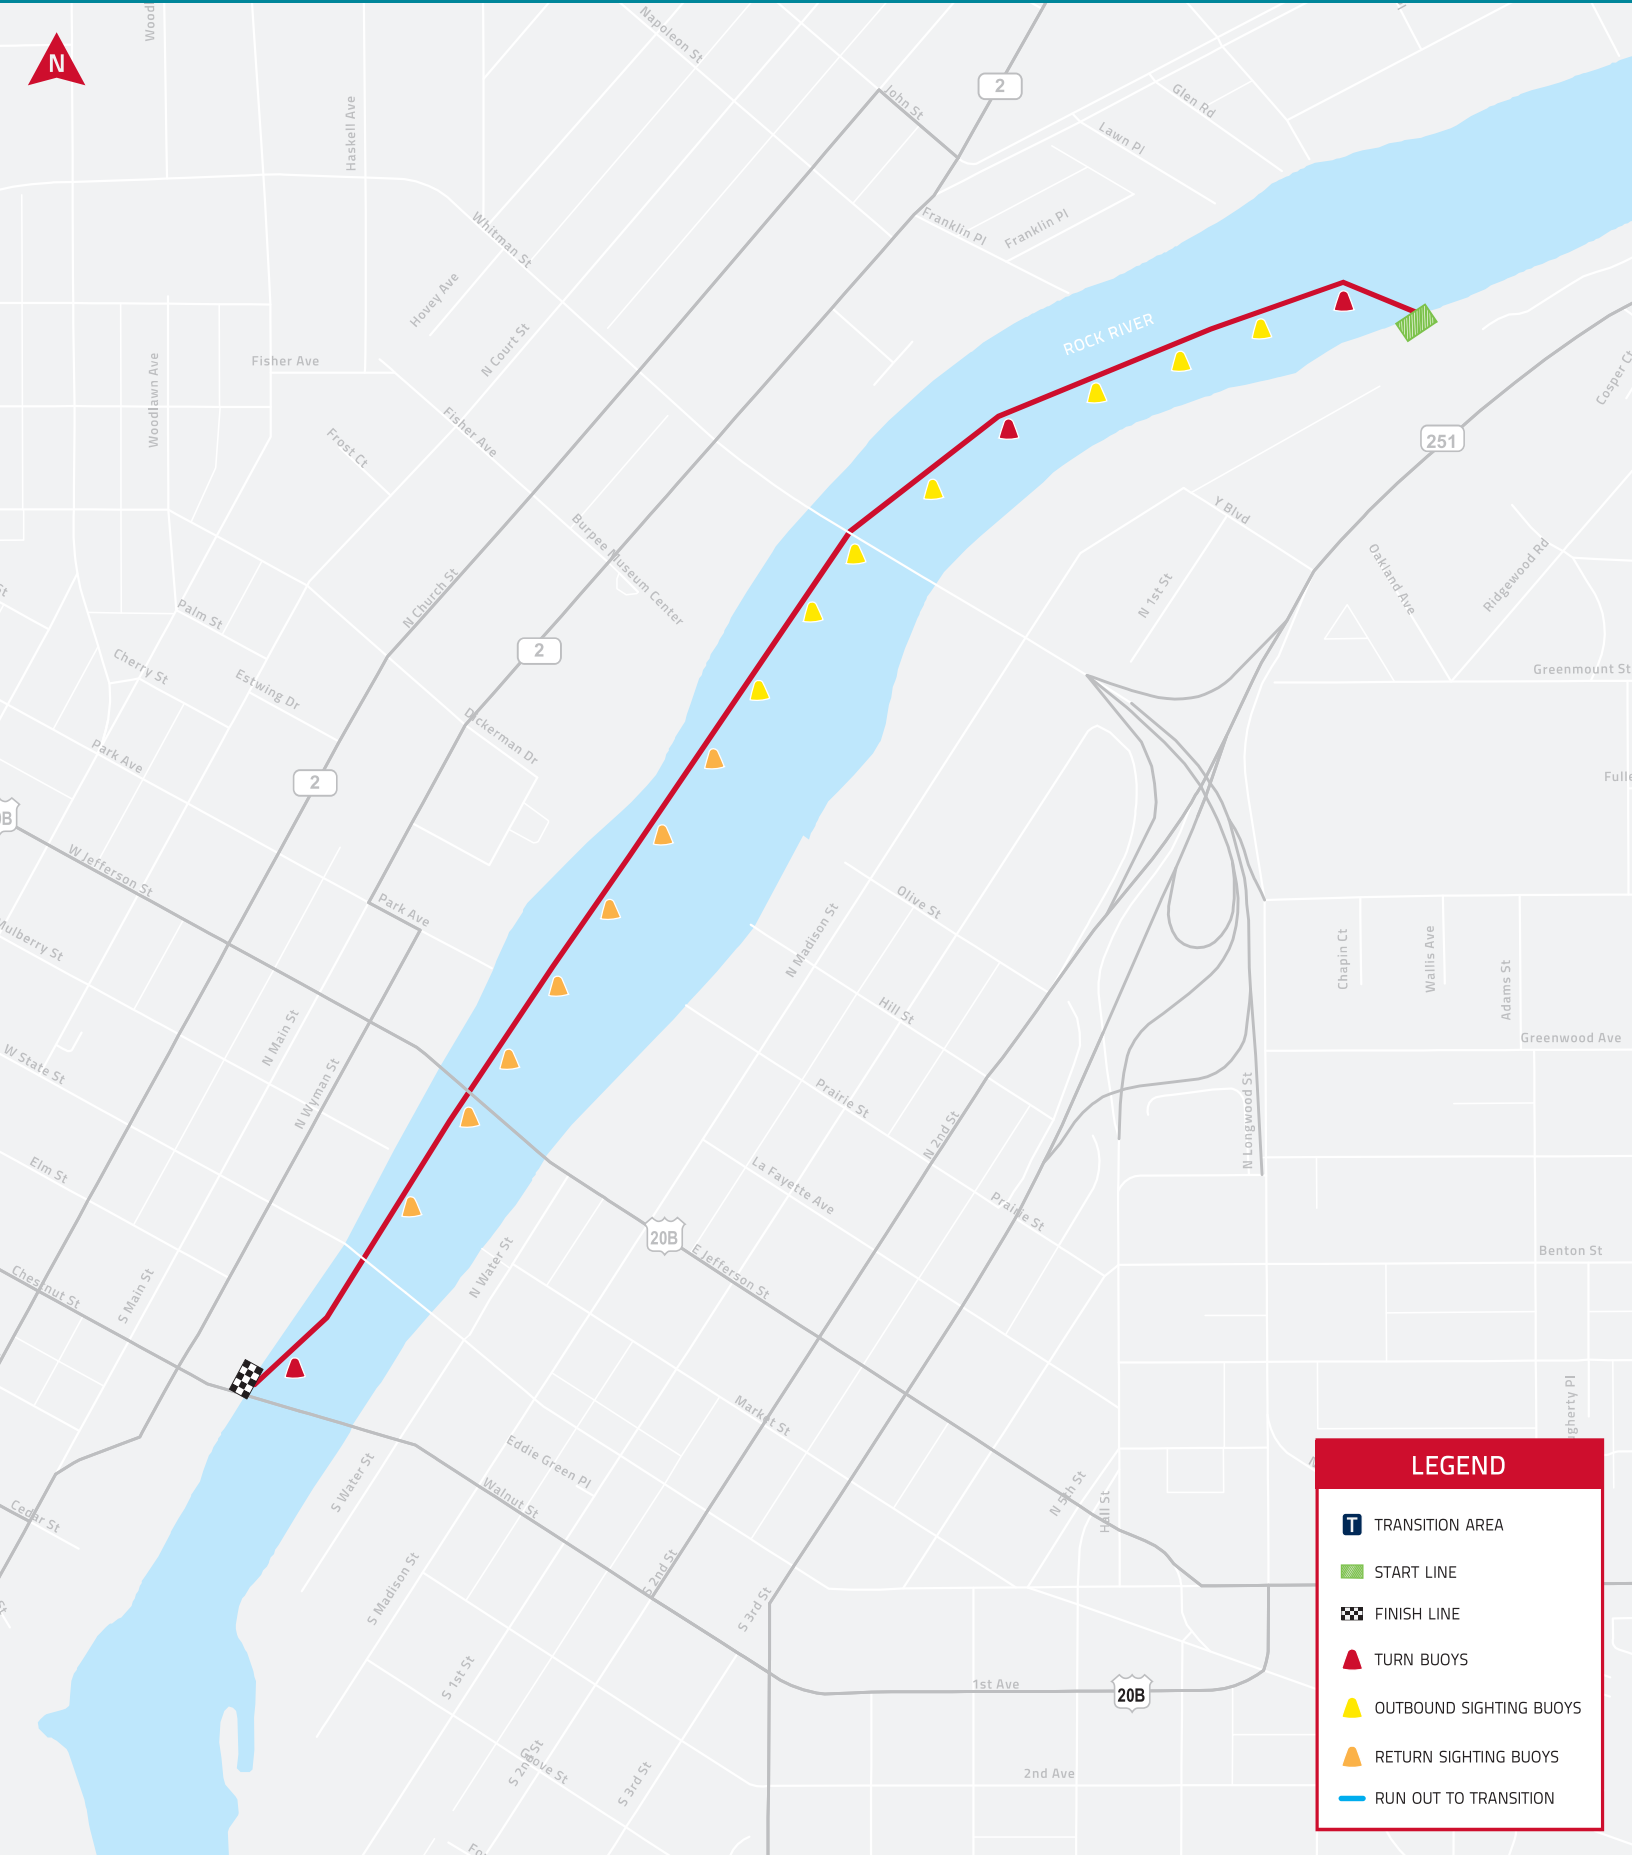 N
Napoleon St
Haskell Ave
John St
2
Glen Rd
Lawn Pl
Whitman St
Franklin Pl
Franklin Pl
Hovey Ave
N Court St
ROCK RIVER
Fisher Ave
Woodlawn Ave
Fisher Ave
Frost Ct
251
Y Blvd
Burpee Museum Center
Oakland Ave
Ridgewood Rd
N Church St
N 1st St
Palm St
2
Cherry St
Estwing Dr
Greenmount St
Dickerman Dr
Park Ave
2
W Jefferson St
Park Ave
Olive St
Mulberry St
N Madison St
Chapin Ct
Wallis Ave
Adams St
Hill St
N Main St
Greenwood Ave
W State St
N Wyman St
Prairie St
N 2nd St
N Longwood St
Elm St
La Fayette Ave
Prairie St
20B
N Water St
E Jefferson St
Benton St
Chestnut St
S Main St
Market St
Eddie Green Pl
S Water St
Walnut St
N 5th St
Hall St
Cedar St
S Madison St
S 2nd St
S 3rd St
S 1st St
1st Ave
20B
S 2nd St
Grove St
S 3rd St
2nd Ave
LEGEND
T TRANSITION AREA
START LINE
FINISH LINE
TURN BUOYS
OUTBOUND SIGHTING BUOYS
RETURN SIGHTING BUOYS
RUN OUT TO TRANSITION